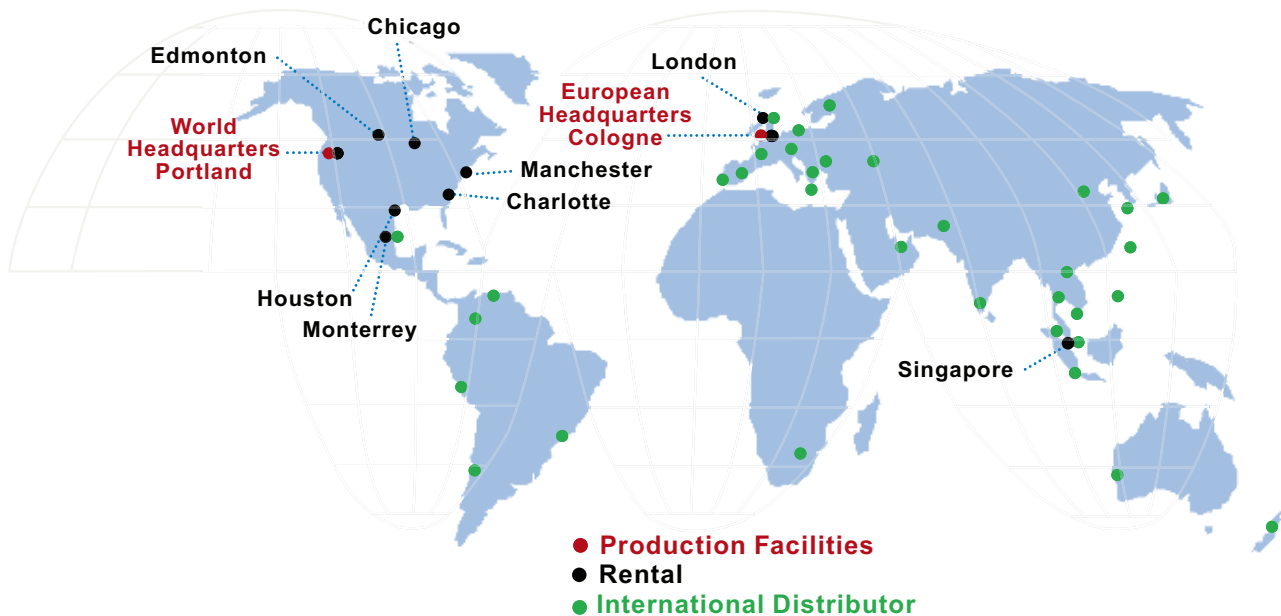 Chicago
Edmonton
London
European
Headquarters
Cologne
World
Headquarters
Portland
Manchester
Charlotte
Houston
Monterrey
Singapore
Production Facilities
Rental
International Distributor